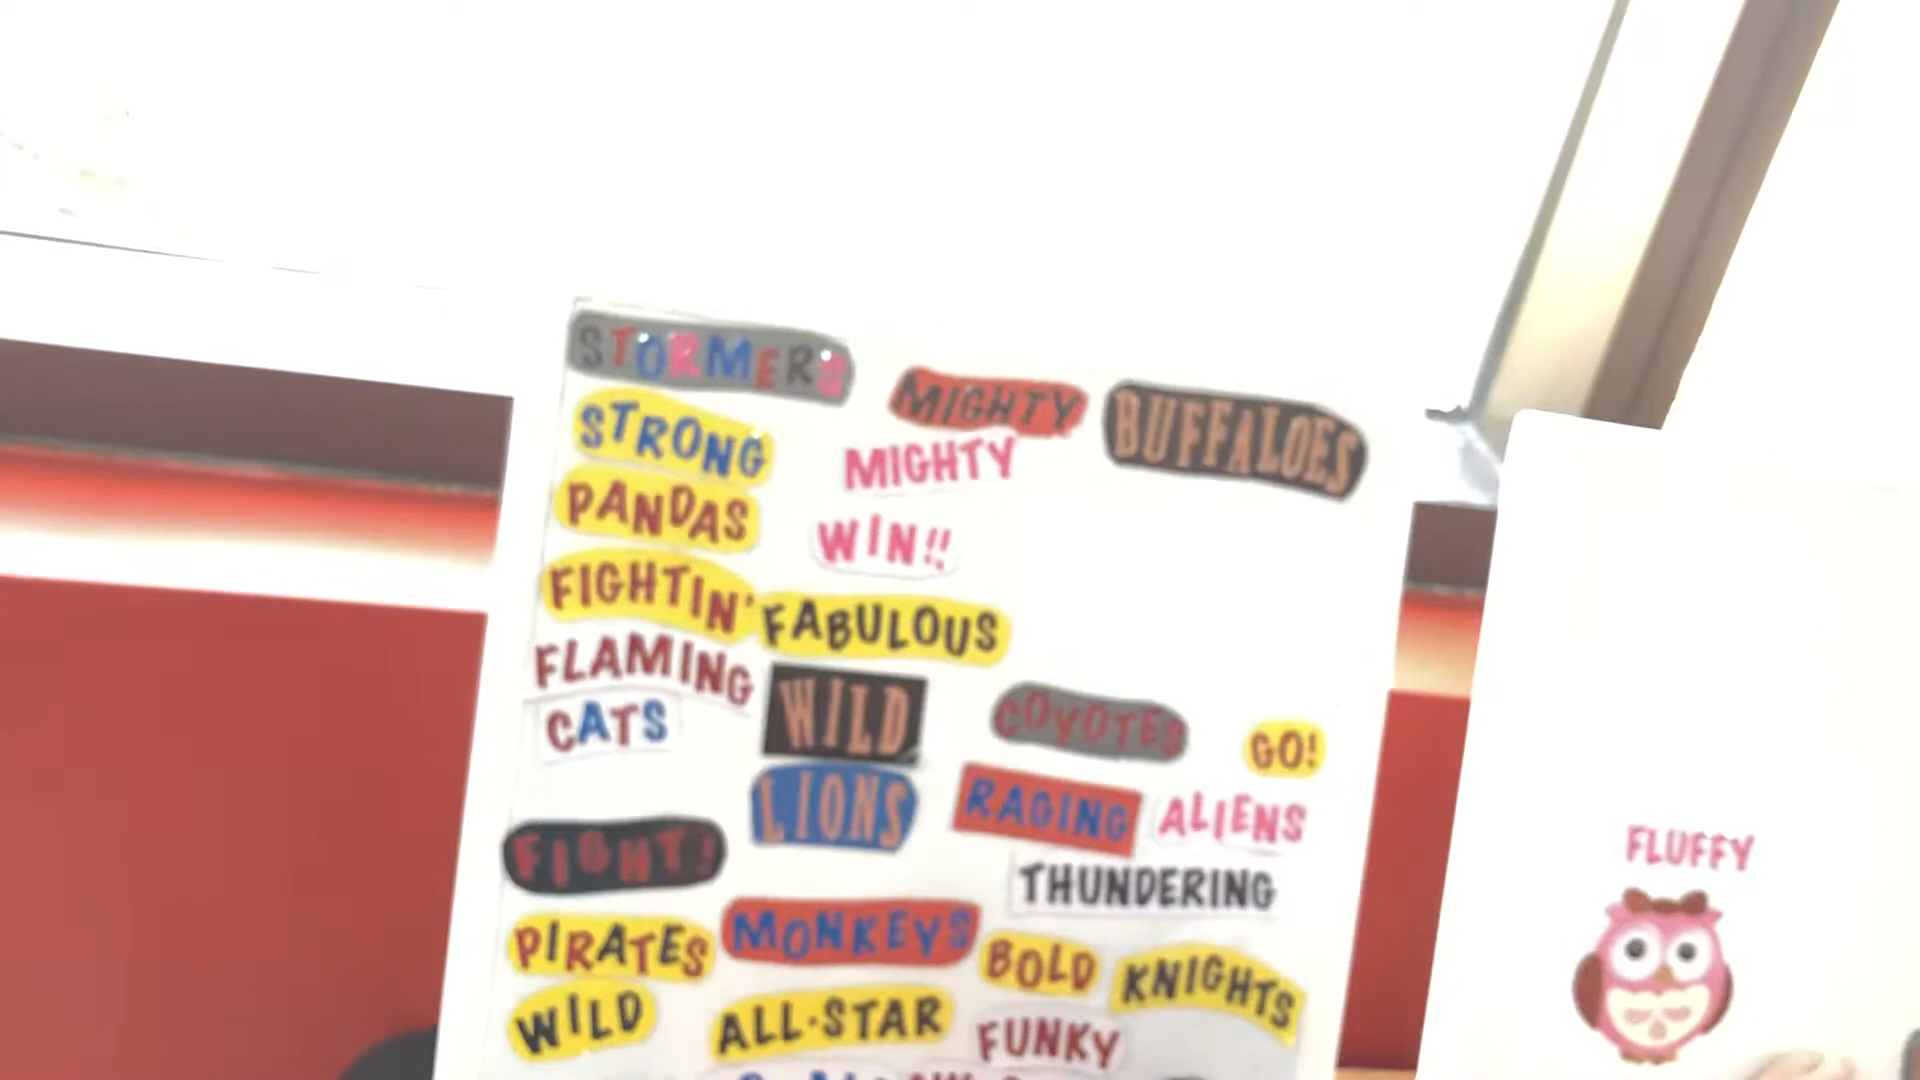 STORMERS
MIGHTY
BUFFALOES
STRONG
MIGHTY
PANDAS
WIN!!
FIGHTIN'
FABULOUS
FLAMING
CATS
WILD
COYOTES
GO!
LIONS
RAGING
ALIENS
FIGHT!
THUNDERING
PIRATES
MONKEYS
BOLD
KNIGHTS
WILD
ALL·STAR
FUNKY
FLUFFY